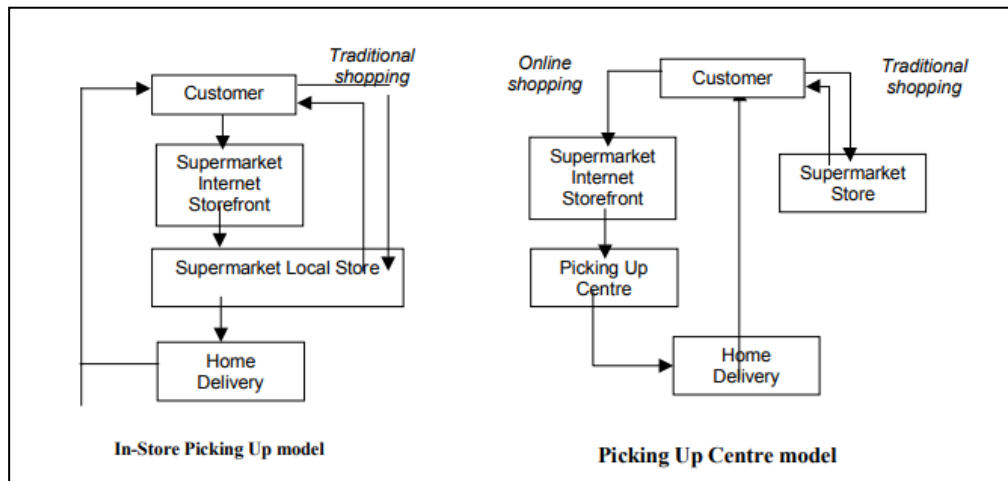 Traditional
shopping
Customer
Supermarket
Internet
Storefront
Supermarket Local Store
Home
Delivery
In-Store Picking Up model
Online
shopping
Customer
Traditional
shopping
Supermarket
Internet
Storefront
Supermarket
Store
Picking Up
Centre
Home
Delivery
Picking Up Centre model